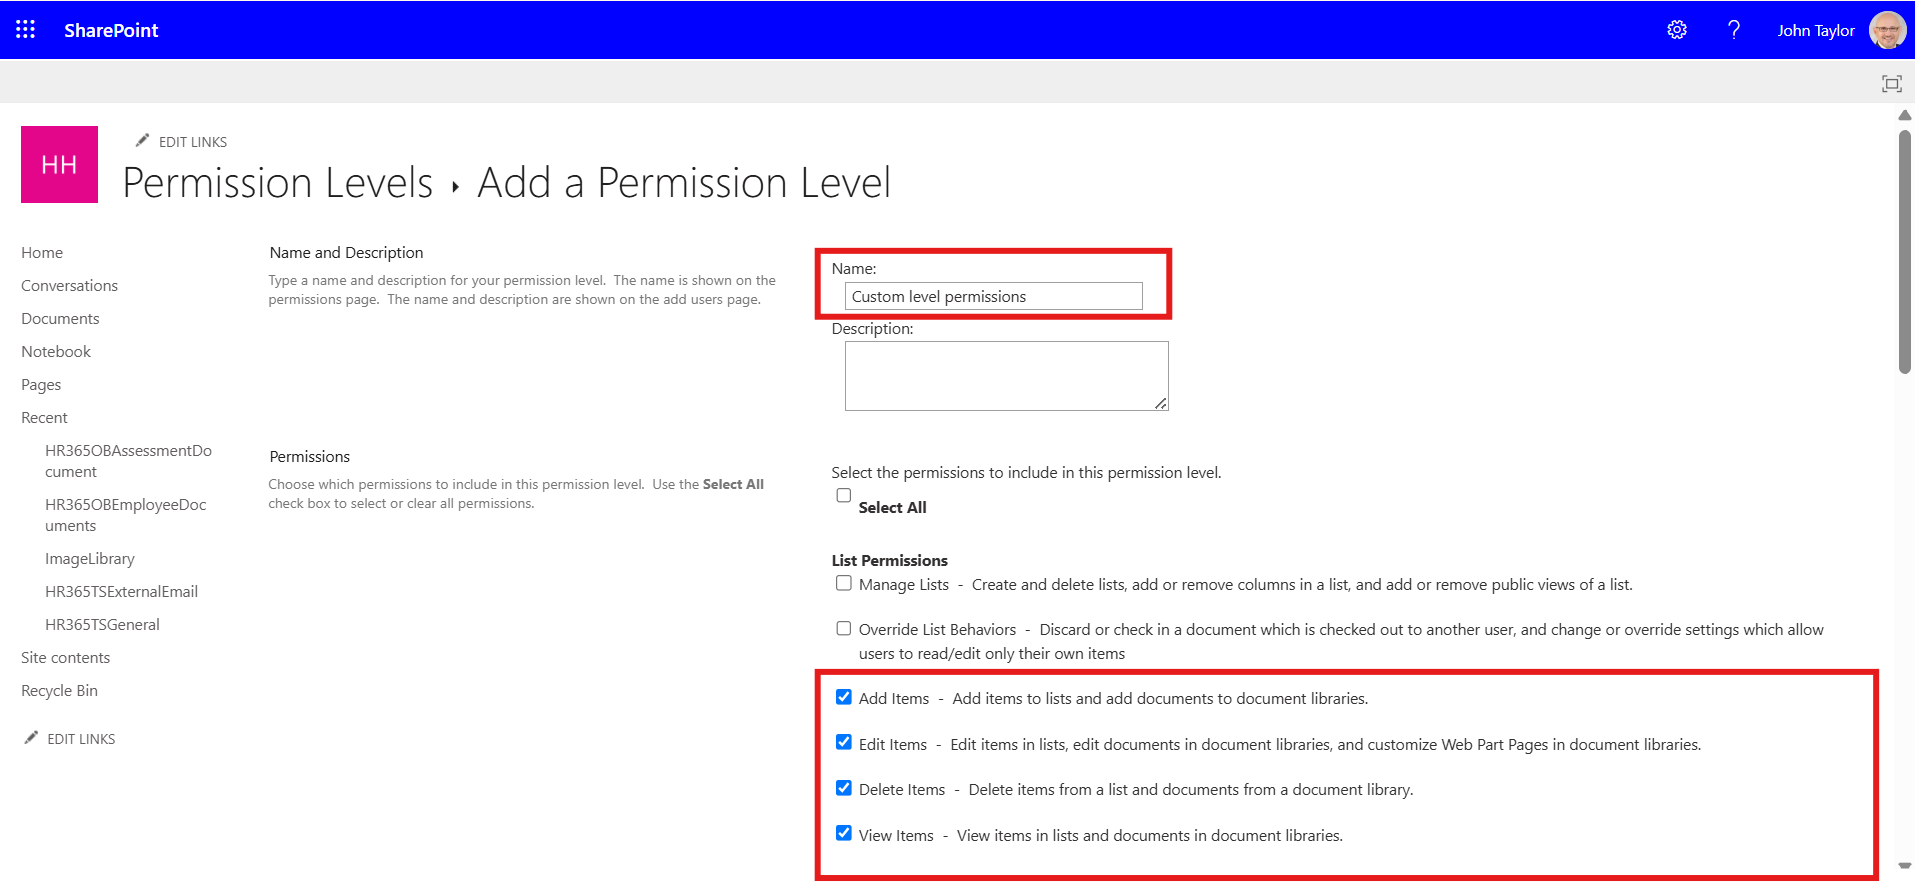 SharePoint
?
John Taylor
HH
EDIT LINKS
Permission Levels ▸ Add a Permission Level
Home
Conversations
Documents
Notebook
Pages
Recent
HR365OBAssessmentDo
cument
HR365OBEmployeeDoc
uments
ImageLibrary
HR365TSExternalEmail
HR365TSGeneral
Site contents
Recycle Bin
EDIT LINKS
Name and Description
Type a name and description for your permission level. The name is shown on the
permissions page. The name and description are shown on the add users page.
Name:
Custom level permissions
Description:
Permissions
Choose which permissions to include in this permission level. Use the Select All
check box to select or clear all permissions.
Select the permissions to include in this permission level.
Select All
List Permissions
Manage Lists - Create and delete lists, add or remove columns in a list, and add or remove public views of a list.
Override List Behaviors - Discard or check in a document which is checked out to another user, and change or override settings which allow
users to read/edit only their own items
Add Items - Add items to lists and add documents to document libraries.
Edit Items - Edit items in lists, edit documents in document libraries, and customize Web Part Pages in document libraries.
Delete Items - Delete items from a list and documents from a document library.
View Items - View items in lists and documents in document libraries.